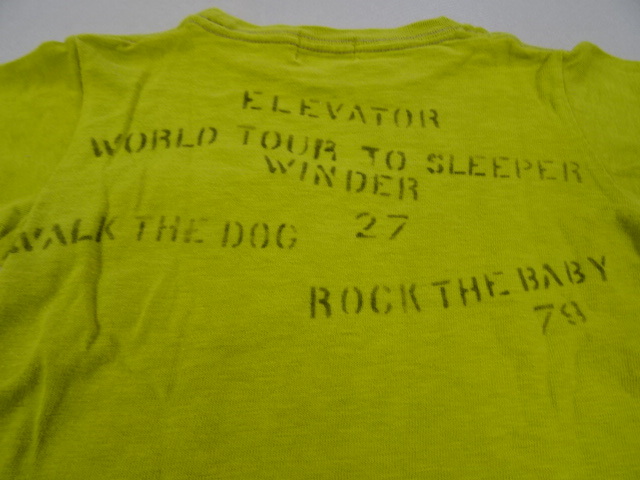 ELEVATOR
WORLD TOUR TO SLEEPER
WINDER
WALK THE DOG 27
ROCK THE BABY
79